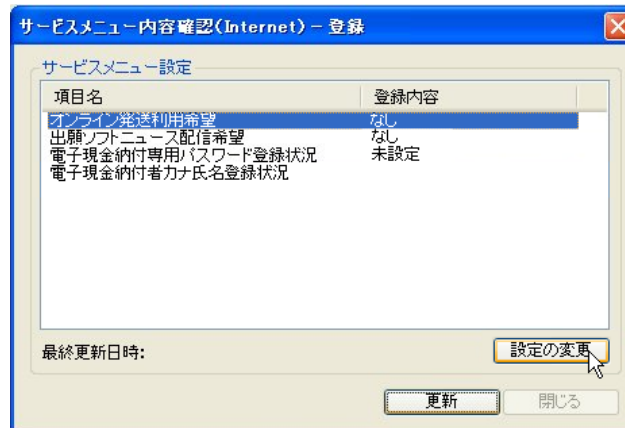 サービスメニュー内容確認(Internet) - 登録
サービスメニュー設定
項目名 登録内容
オンライン発送利用希望 なし
出願ソフトニュース配信希望 なし
電子現金納付専用パスワード登録状況 未設定
電子現金納付者カナ氏名登録状況
最終更新日時: 設定の変更
更新 閉じる